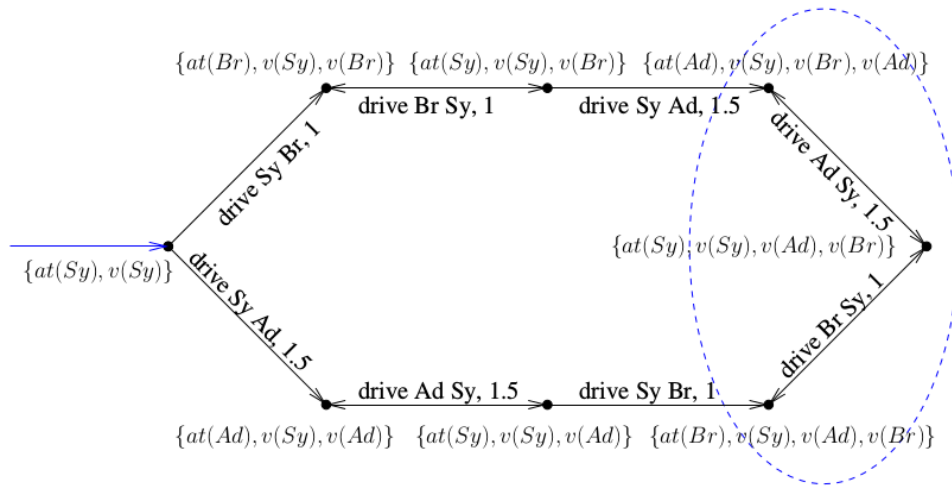 {at(Br), v(Sy), v(Br)} {at(Sy), v(Sy), v(Br)} {at(Ad), v(Sy), v(Br), v(Ad)}
drive Br Sy, 1 drive Sy Ad, 1.5
drive Sy Br, 1
drive Ad Sy, 1.5
{at(Sy), v(Sy), v(Ad), v(Br)}
{at(Sy), v(Sy)}
drive Sy Ad, 1.5
drive Br Sy, 1
drive Ad Sy, 1.5 drive Sy Br, 1
{at(Ad), v(Sy), v(Ad)} {at(Sy), v(Sy), v(Ad)} {at(Br), v(Sy), v(Ad), v(Br)}